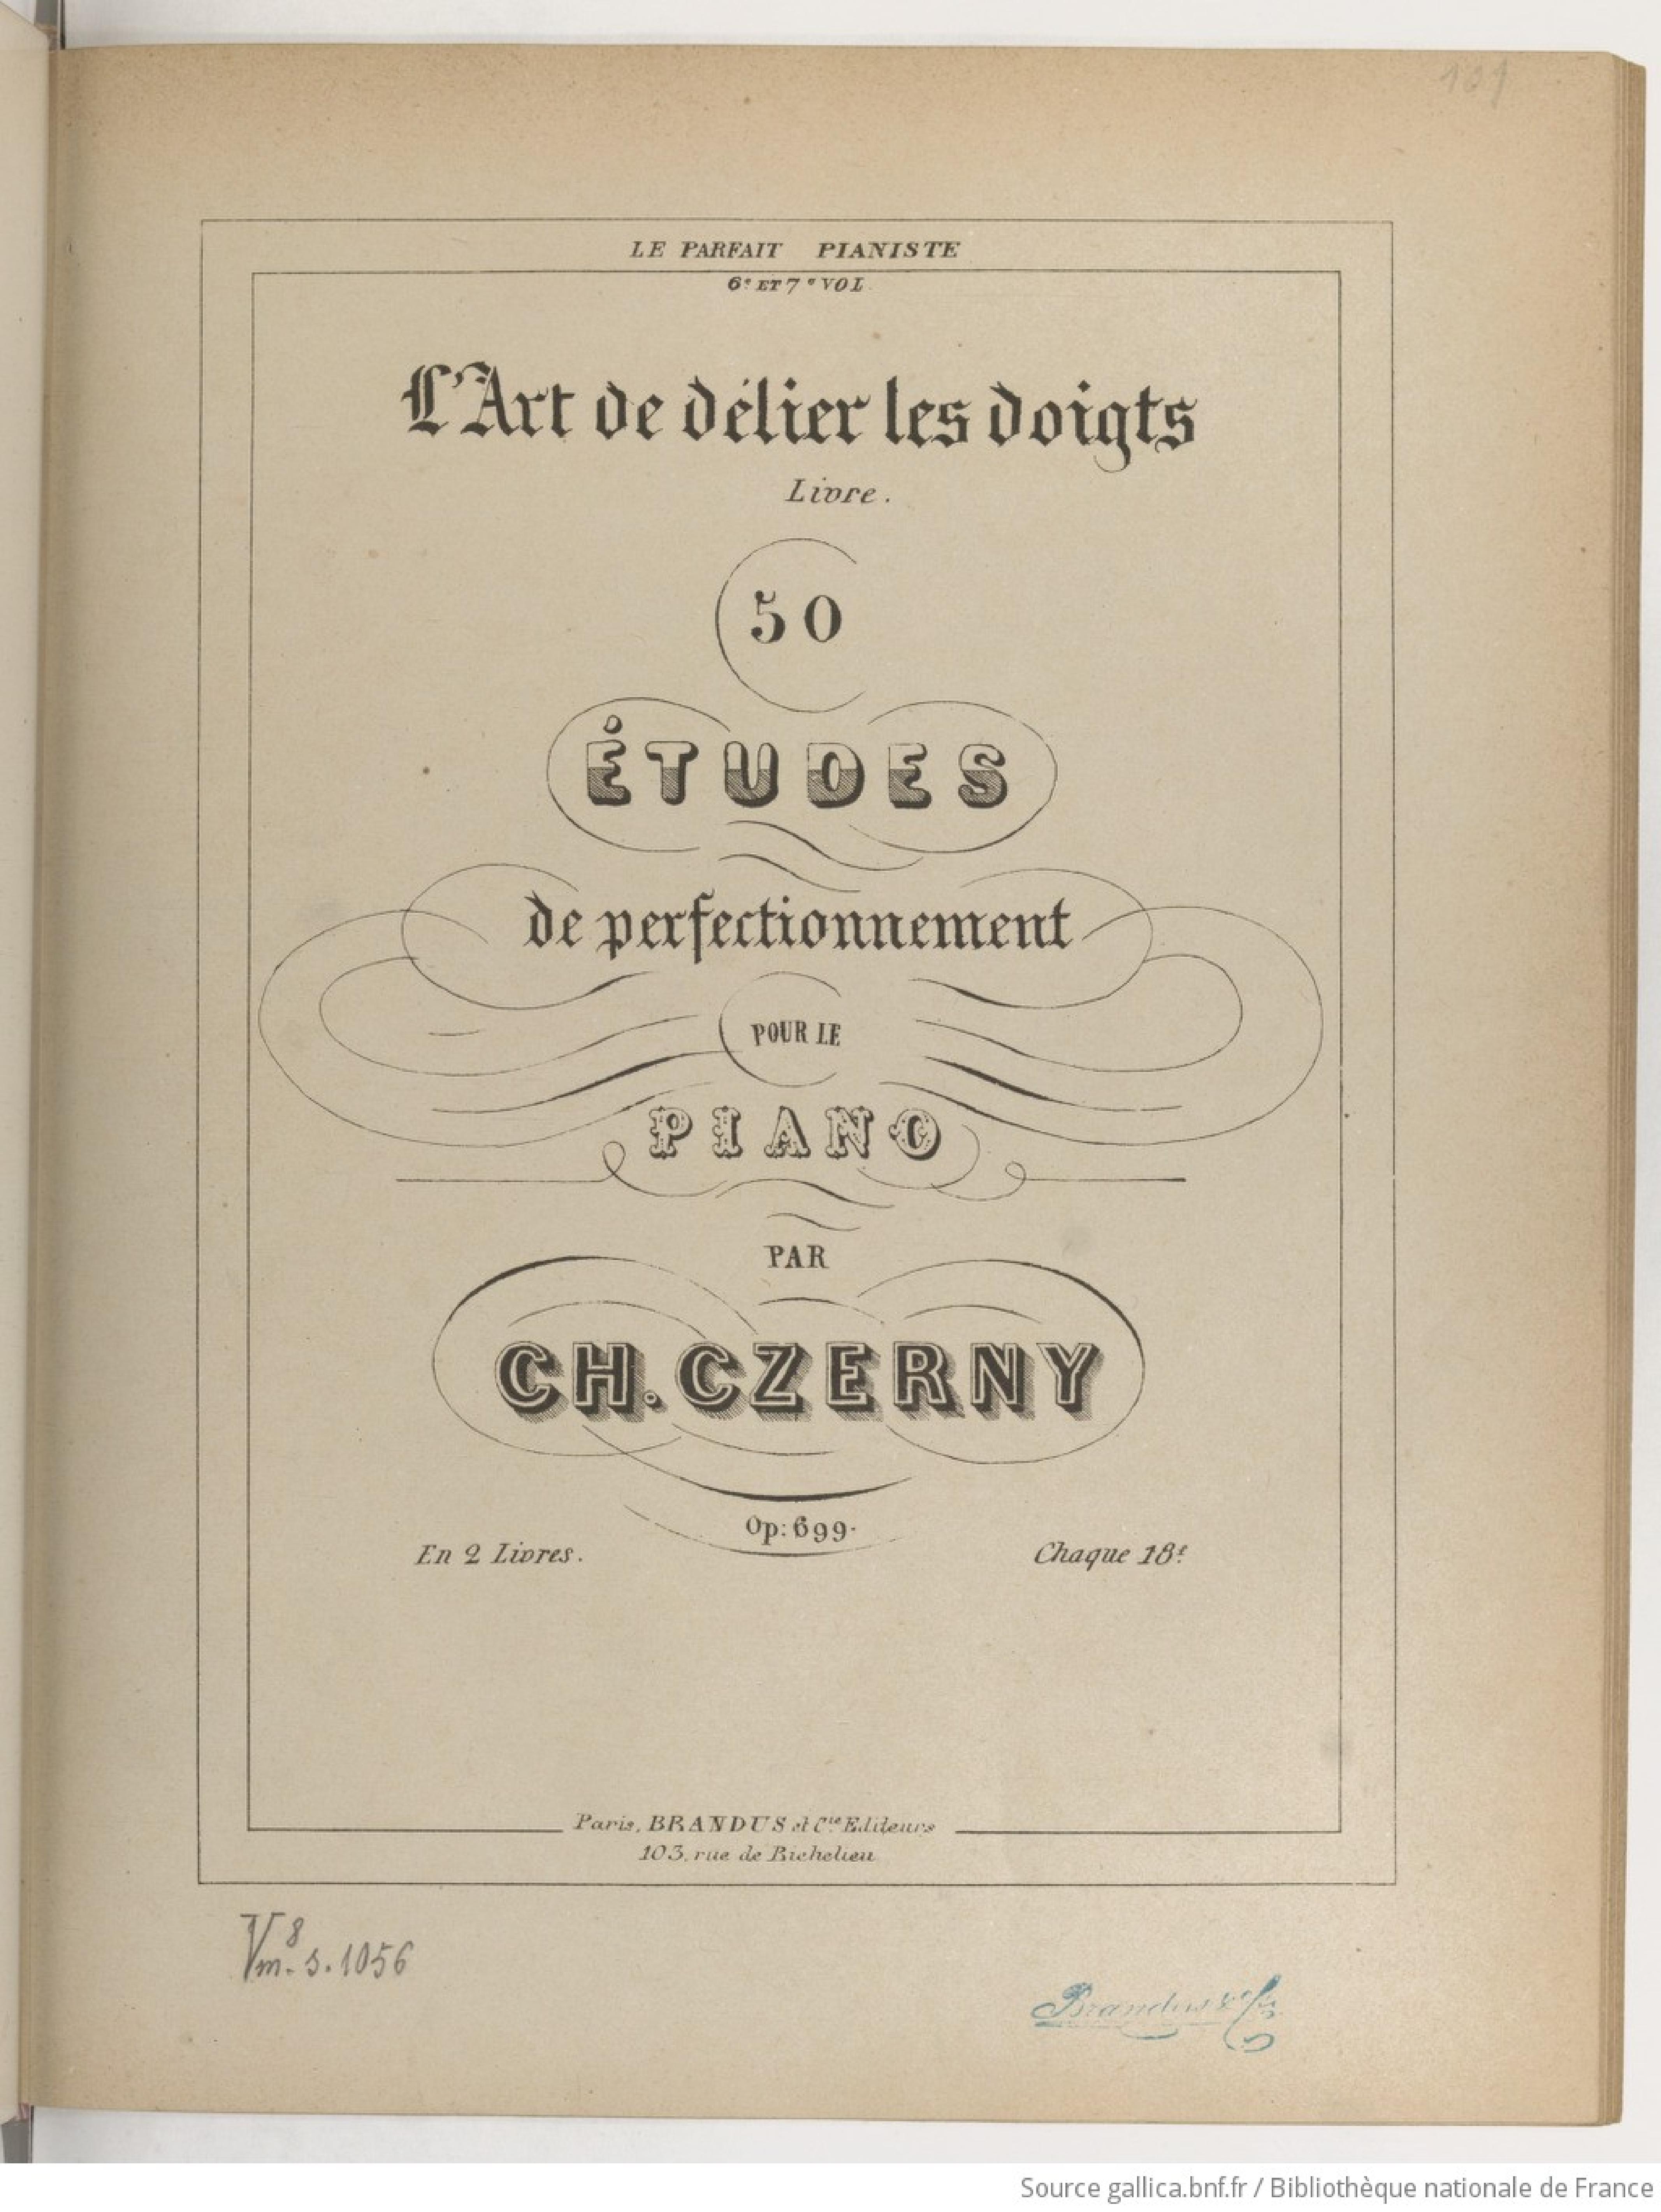 101
LE PARFAIT PIANISTE
6e ET 7e VOL.
L'Art de délier les doigts
Livre.
50
ÉTUDES
de perfectionnement
POUR LE
PIANO
PAR
CH. CZERNY
Op: 699.
En 2 Livres. Chaque 18f
Paris, BRANDUS et Cie Editeurs
103, rue de Richelieu
Vm8. s. 1056
Brandus & Cie
Source gallica.bnf.fr / Bibliothèque nationale de France